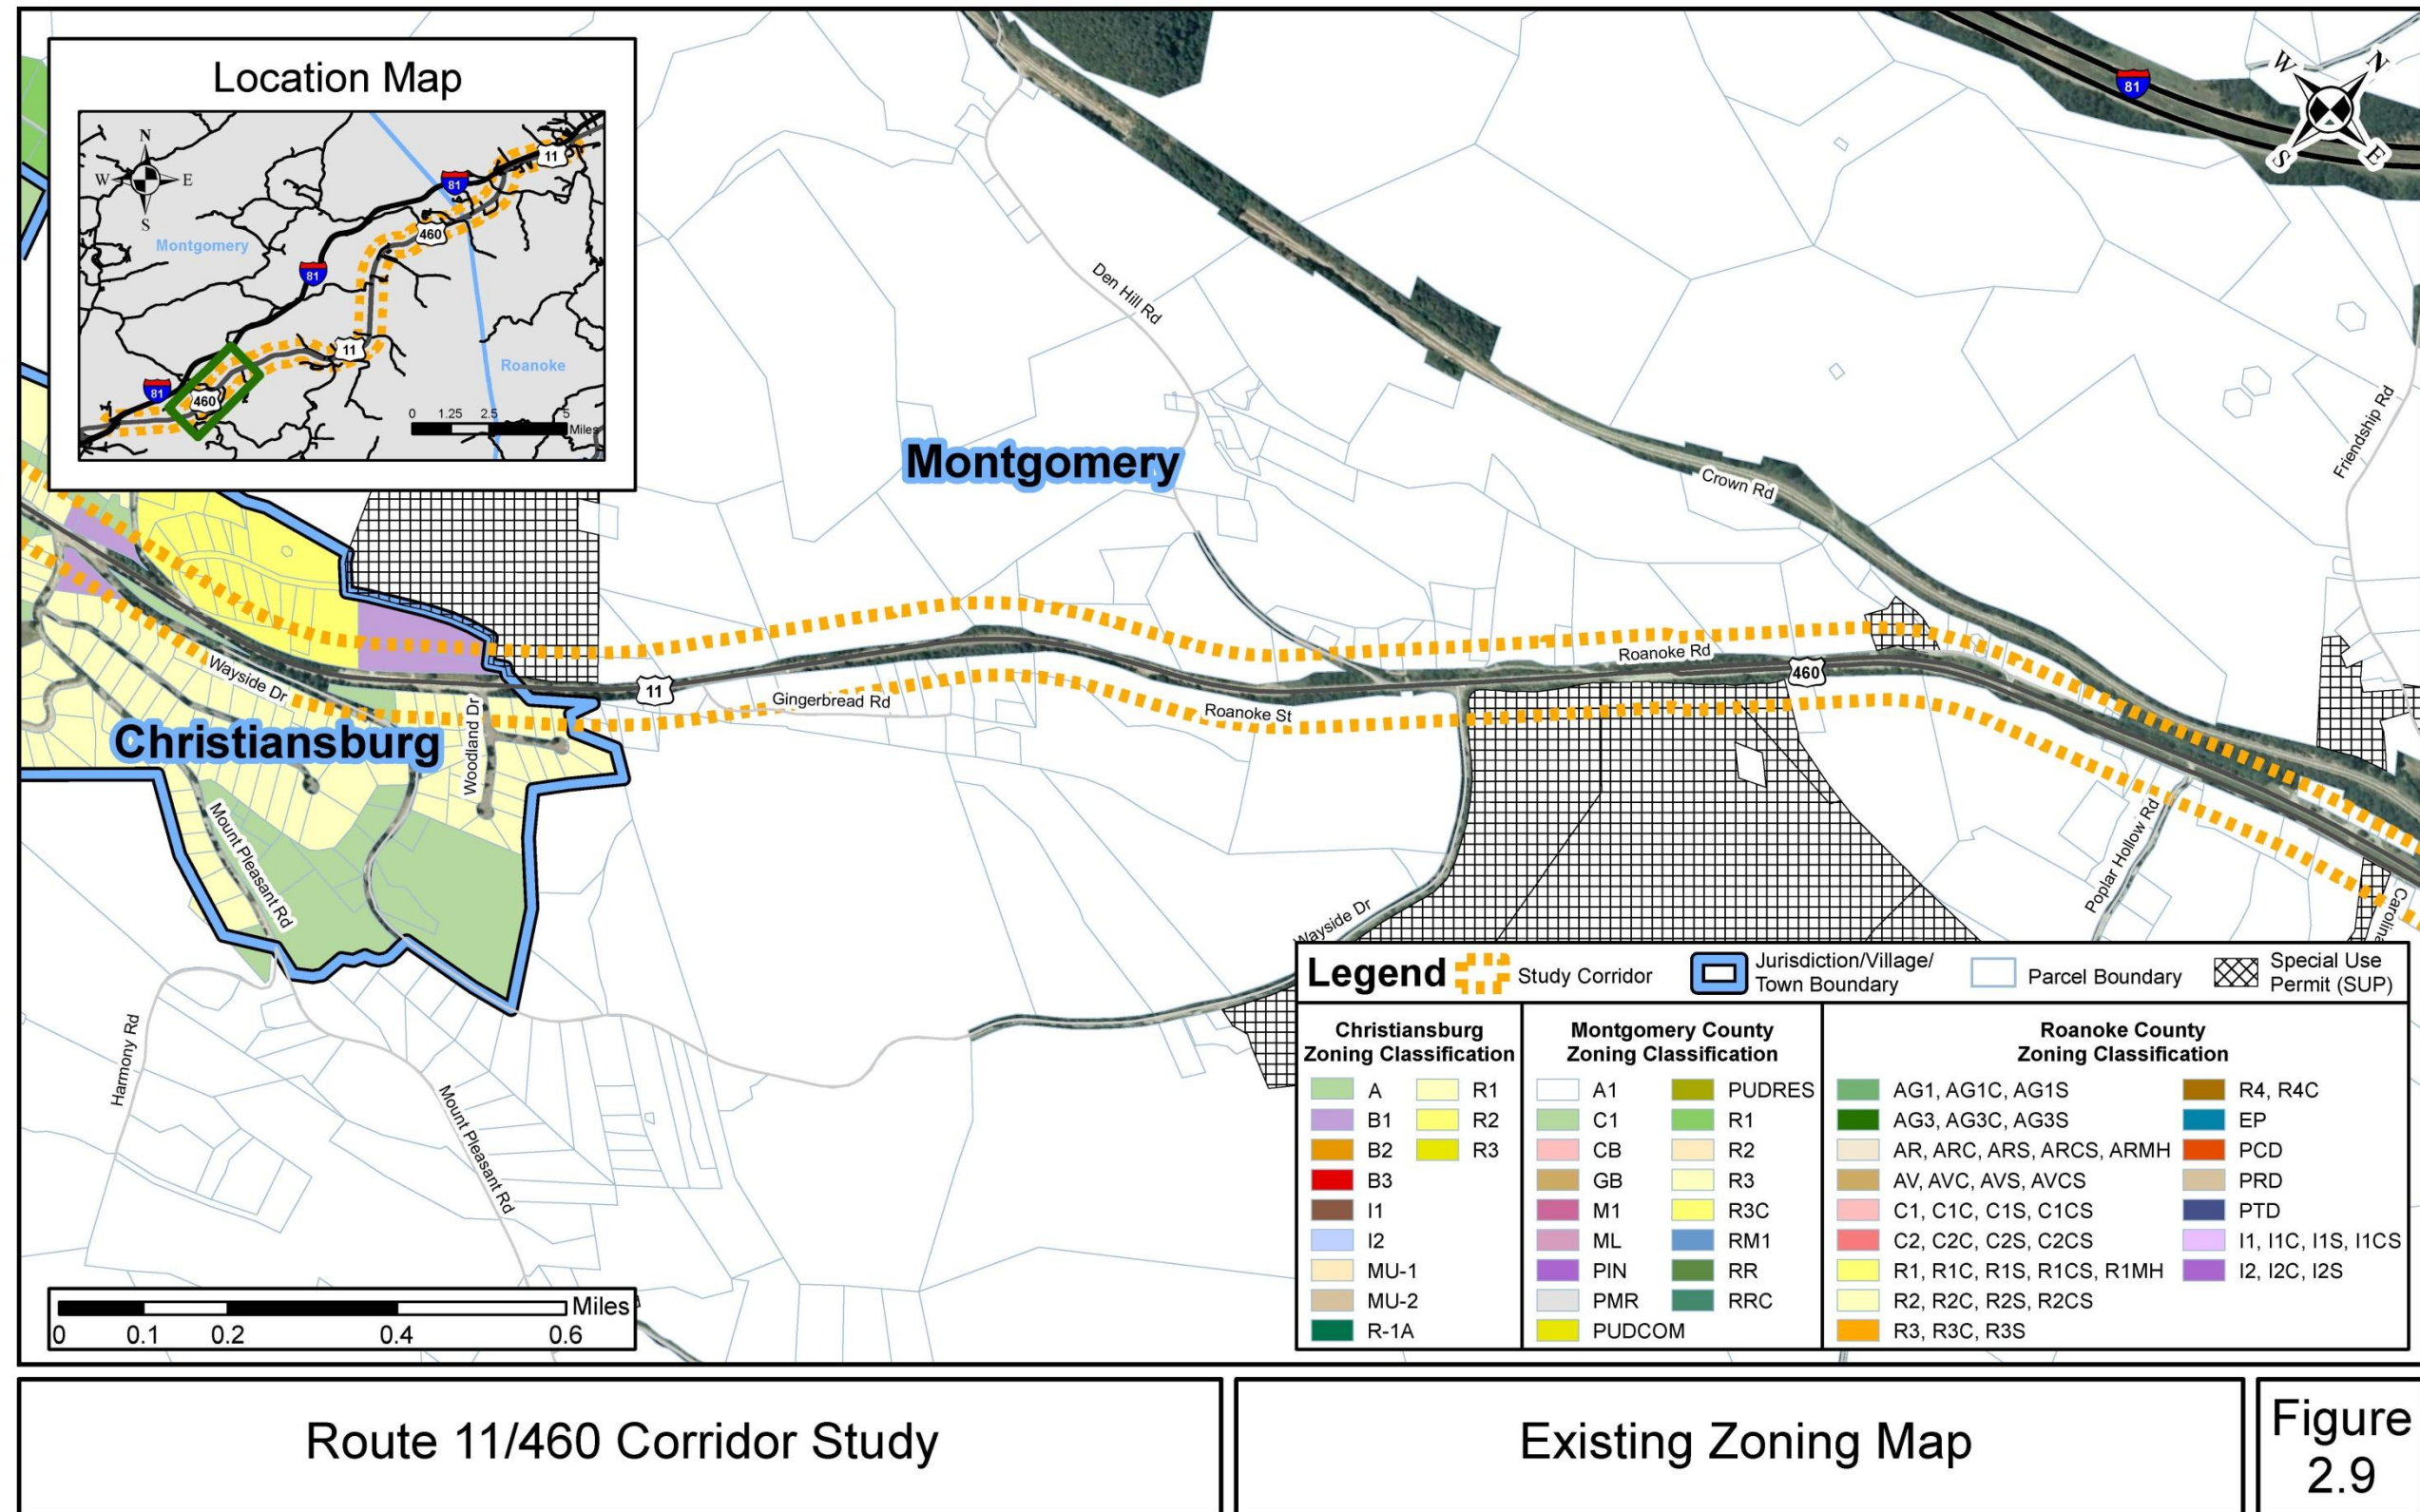 Location Map
N
W
E
S
Montgomery
Roanoke
81
81
81
11
11
460
460
0 1.25 2.5 5
Miles
81
W
N
S
E
Den Hill Rd
Montgomery
Crown Rd
Friendship Rd
Roanoke Rd
460
11
Gingerbread Rd
Roanoke St
Wayside Dr
Christiansburg
Woodland Dr
Mount Pleasant Rd
Wayside Dr
Poplar Hollow Rd
Carolina
Harmony Rd
Mount Pleasant Rd
Miles
0 0.1 0.2 0.4 0.6
Legend
Study Corridor
Jurisdiction/Village/
Town Boundary
Parcel Boundary
Special Use
Permit (SUP)
Christiansburg
Zoning Classification
A
B1
B2
B3
I1
I2
MU-1
MU-2
R-1A
R1
R2
R3
Montgomery County
Zoning Classification
A1
C1
CB
GB
M1
ML
PIN
PMR
PUDCOM
PUDRES
R1
R2
R3
R3C
RM1
RR
RRC
Roanoke County
Zoning Classification
AG1, AG1C, AG1S
AG3, AG3C, AG3S
AR, ARC, ARS, ARCS, ARMH
AV, AVC, AVS, AVCS
C1, C1C, C1S, C1CS
C2, C2C, C2S, C2CS
R1, R1C, R1S, R1CS, R1MH
R2, R2C, R2S, R2CS
R3, R3C, R3S
R4, R4C
EP
PCD
PRD
PTD
I1, I1C, I1S, I1CS
I2, I2C, I2S
Route 11/460 Corridor Study
Existing Zoning Map
Figure
2.9